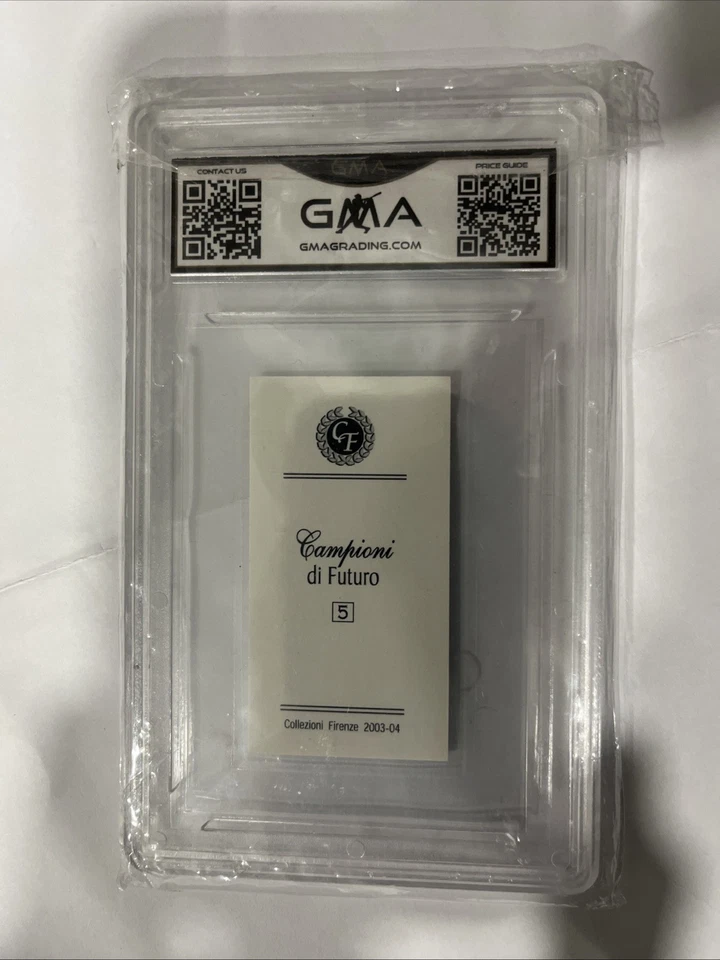 GMA
CONTACT US
PRICE GUIDE
GMA
GMAGRADING.COM
CF
Campioni
di Futuro
5
Collezioni Firenze 2003-04